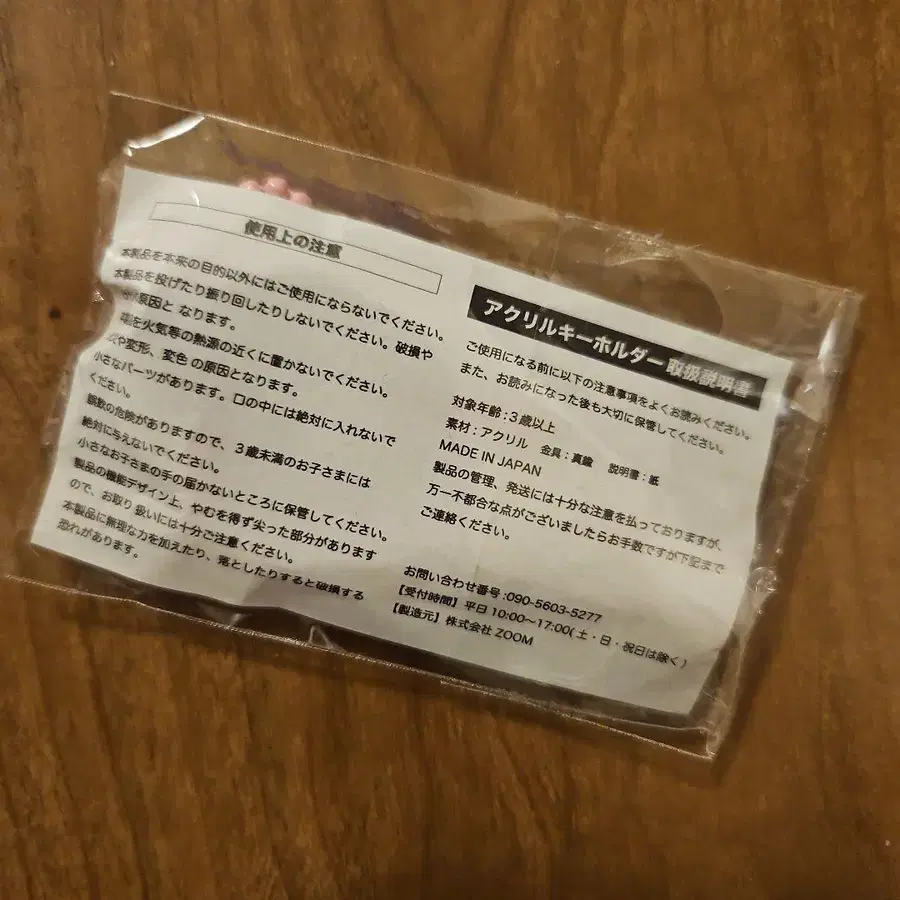 使用上の注意
本製品を本来の目的以外にはご使用にならないでください。
本製品を投げたり振り回したりしないでください。破損や
原因と なります。
を火気等の熱源の近くに置かないでください。
や変形、変色 の原因となります。
小さなパーツがあります。口の中には絶対に入れないで
ください。
誤飲の危険がありますので、3歳未満のお子さまには
絶対に与えないでください。
小さなお子さまの手の届かないところに保管してください。
製品の機能デザイン上、やむを得ず尖った部分があります
ので、お取り扱いには十分ご注意ください。
本製品に無理な力を加えたり、落としたりすると破損する
恐れがあります。
アクリルキーホルダー取扱説明書
ご使用になる前に以下の注意事項をよくお読みください。
また、お読みになった後も大切に保管してください。
対象年齢:3歳以上
素材:アクリル 金具:真鍮 説明書:紙
MADE IN JAPAN
製品の管理、発送には十分な注意を払っておりますが、
万一不都合な点がございましたらお手数ですが下記まで
ご連絡ください。
お問い合わせ番号:090-5603-5277
【受付時間】平日10:00〜17:00(土・日・祝日は除く)
【製造元】株式会社ZOOM